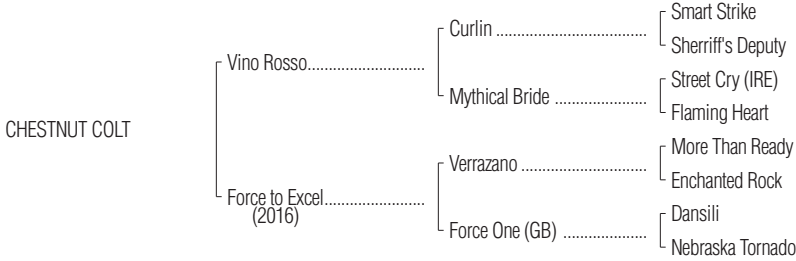 Smart Strike
Curlin ....................................
Sherriff's Deputy
Vino Rosso............................
Street Cry (IRE)
Mythical Bride ......................
Flaming Heart
CHESTNUT COLT
More Than Ready
Verrazano ..............................
Enchanted Rock
Force to Excel........................
(2016)
Dansili
Force One (GB) ....................
Nebraska Tornado